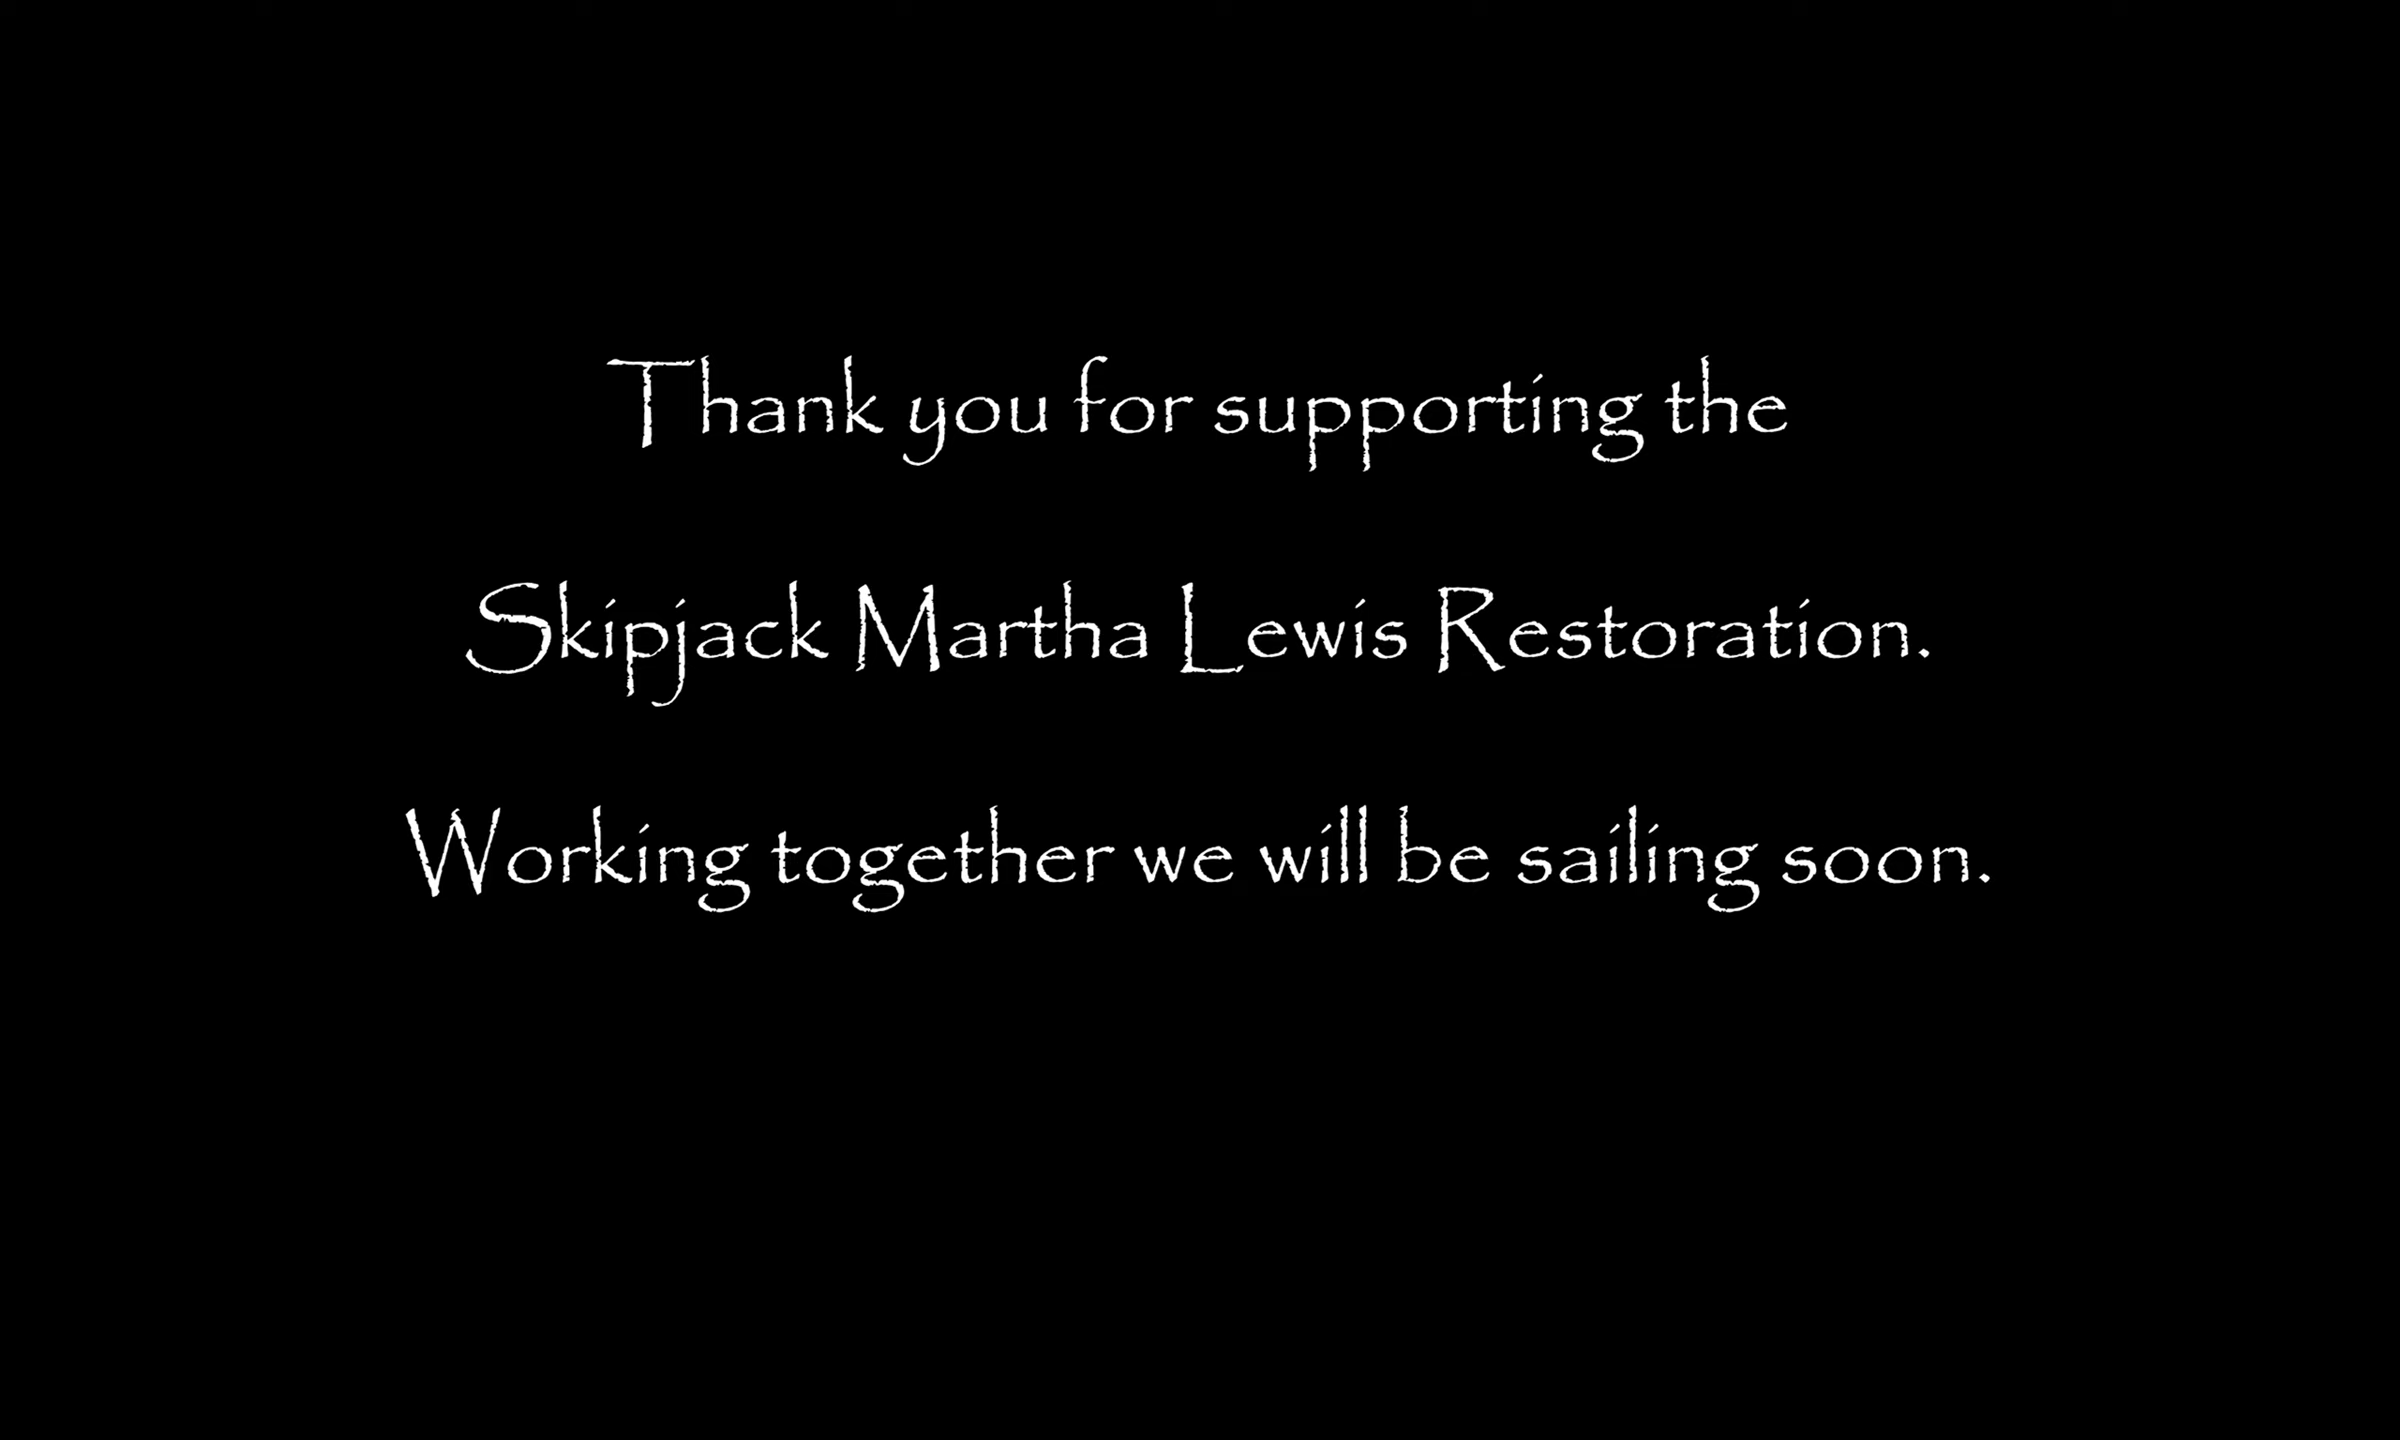 Thank you for supporting the
Skipjack Martha Lewis Restoration.
Working together we will be sailing soon.